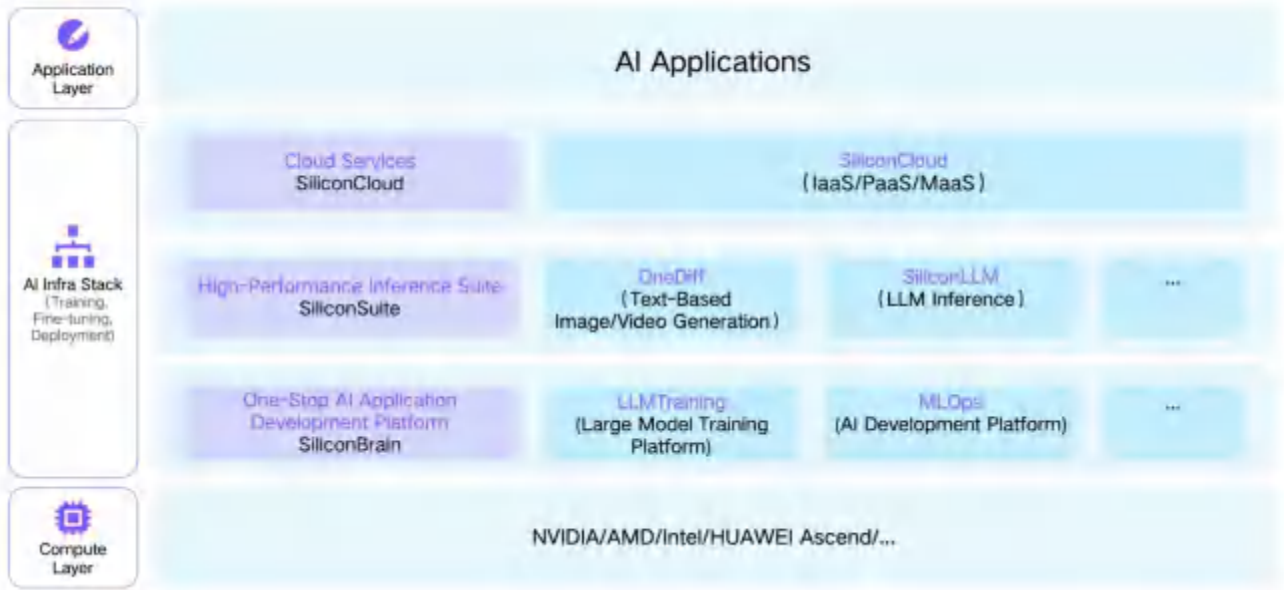 Application
Layer
AI Applications
Cloud Services
SiliconCloud
SiliconCloud
(IaaS/PaaS/MaaS)
AI Infra Stack
(Training,
Fine-tuning,
Deployment)
High-Performance Inference Suite
SiliconSuite
OneDiff
(Text-Based
Image/Video Generation)
SiliconLLM
(LLM Inference)
...
One-Stop AI Application
Development Platform
SiliconBrain
LLMTraining
(Large Model Training
Platform)
MLOps
(AI Development Platform)
...
Compute
Layer
NVIDIA/AMD/Intel/HUAWEI Ascend/...